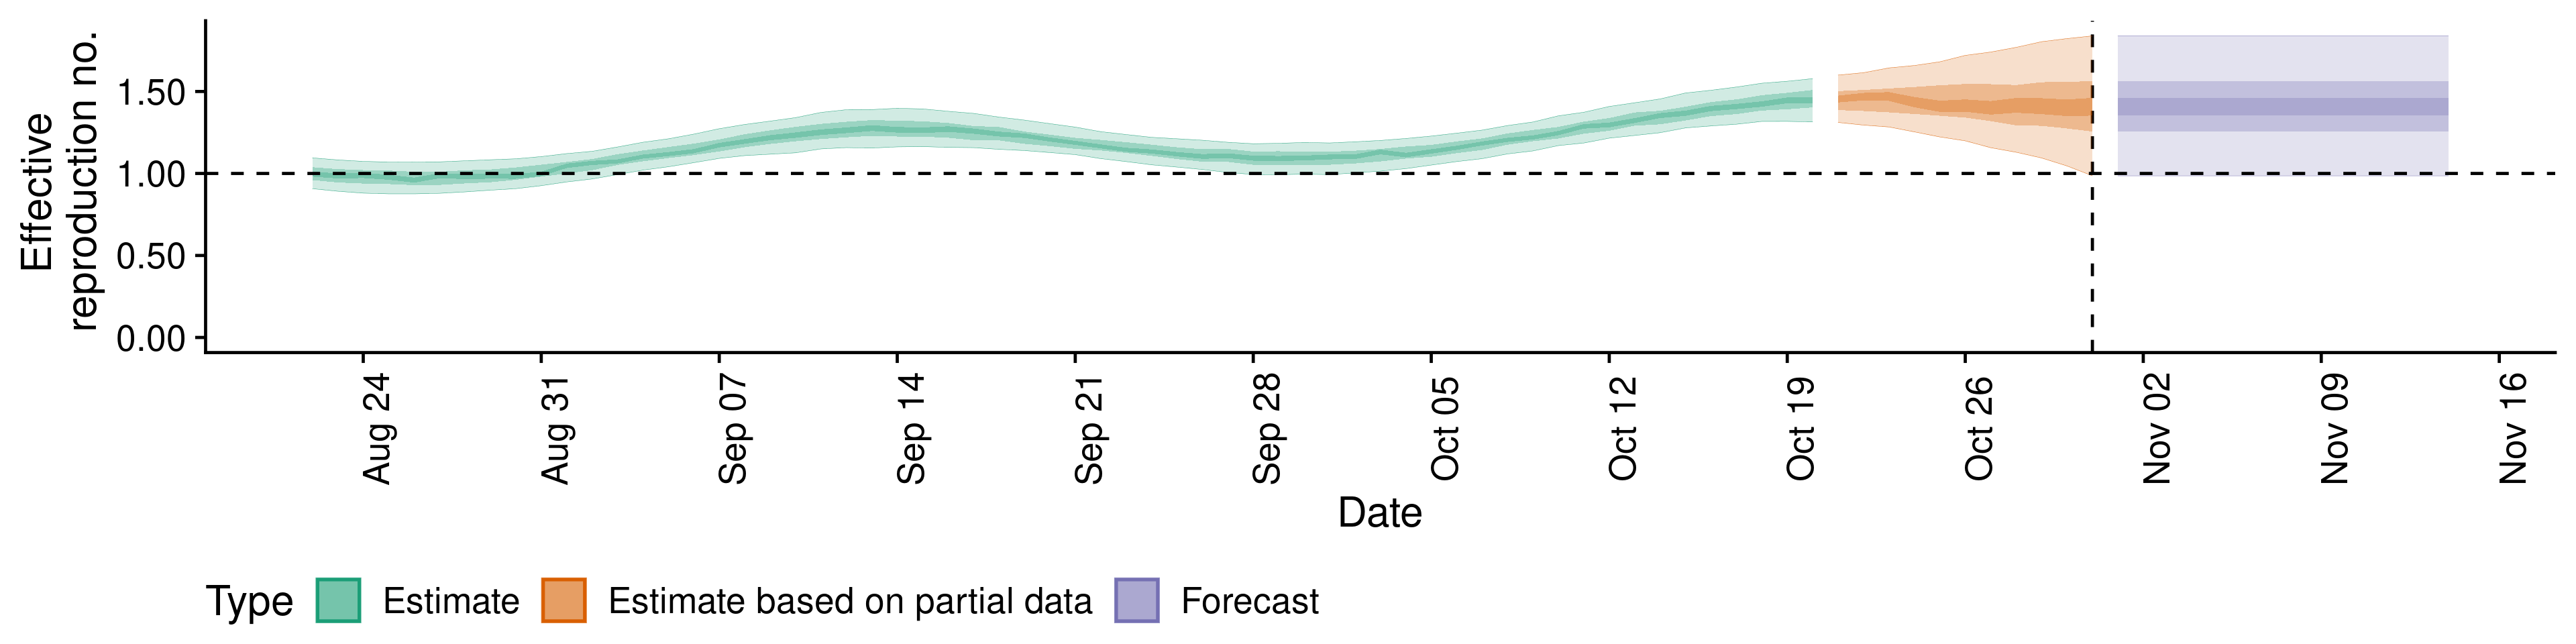 Effective
reproduction no.
1.50
1.00
0.50
0.00
Aug 24
Aug 31
Sep 07
Sep 14
Sep 21
Sep 28
Oct 05
Oct 12
Oct 19
Oct 26
Nov 02
Nov 09
Nov 16
Date
Type Estimate Estimate based on partial data Forecast